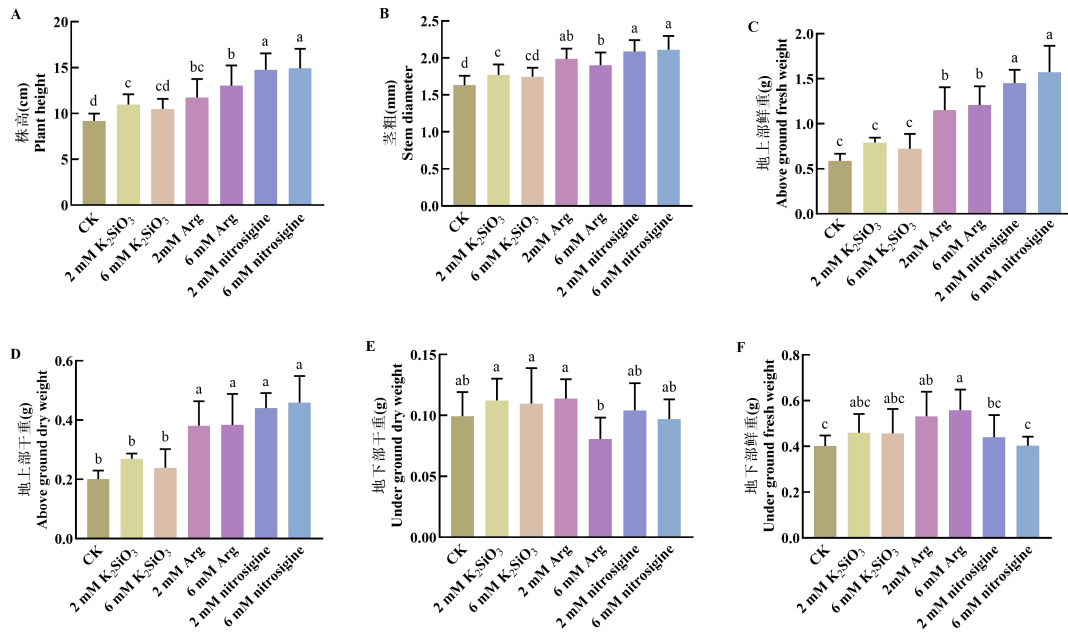 A
株高(cm)
Plant height
20
15
10
5
0
d
c
cd
bc
b
a
a
CK
2 mM K₂SiO₃
6 mM K₂SiO₃
2mM Arg
6 mM Arg
2 mM nitrosigine
6 mM nitrosigine
B
茎粗(mm)
Stem diameter
2.5
2.0
1.5
1.0
0.5
0.0
d
c
cd
ab
b
a
a
CK
2 mM K₂SiO₃
6 mM K₂SiO₃
2mM Arg
6 mM Arg
2 mM nitrosigine
6 mM nitrosigine
C
地上部鲜重(g)
Above ground fresh weight
2.0
1.5
1.0
0.5
0.0
c
c
c
b
b
a
a
CK
2 mM K₂SiO₃
6 mM K₂SiO₃
2mM Arg
6 mM Arg
2 mM nitrosigine
6 mM nitrosigine
D
地上部干重(g)
Above ground dry weight
0.6
0.4
0.2
0.0
b
b
b
a
a
a
a
CK
2 mM K₂SiO₃
6 mM K₂SiO₃
2 mM Arg
6 mM Arg
2 mM nitrosigine
6 mM nitrosigine
E
地下部干重(g)
Under ground dry weight
0.15
0.10
0.05
0.00
ab
a
a
a
b
ab
ab
CK
2 mM K₂SiO₃
6 mM K₂SiO₃
2 mM Arg
6 mM Arg
2 mM nitrosigine
6 mM nitrosigine
F
地下部鲜重(g)
Under ground fresh weight
0.8
0.6
0.4
0.2
0.0
c
abc
abc
ab
a
bc
c
CK
2 mM K₂SiO₃
6 mM K₂SiO₃
2mM Arg
6 mM Arg
2 mM nitrosigine
6 mM nitrosigine